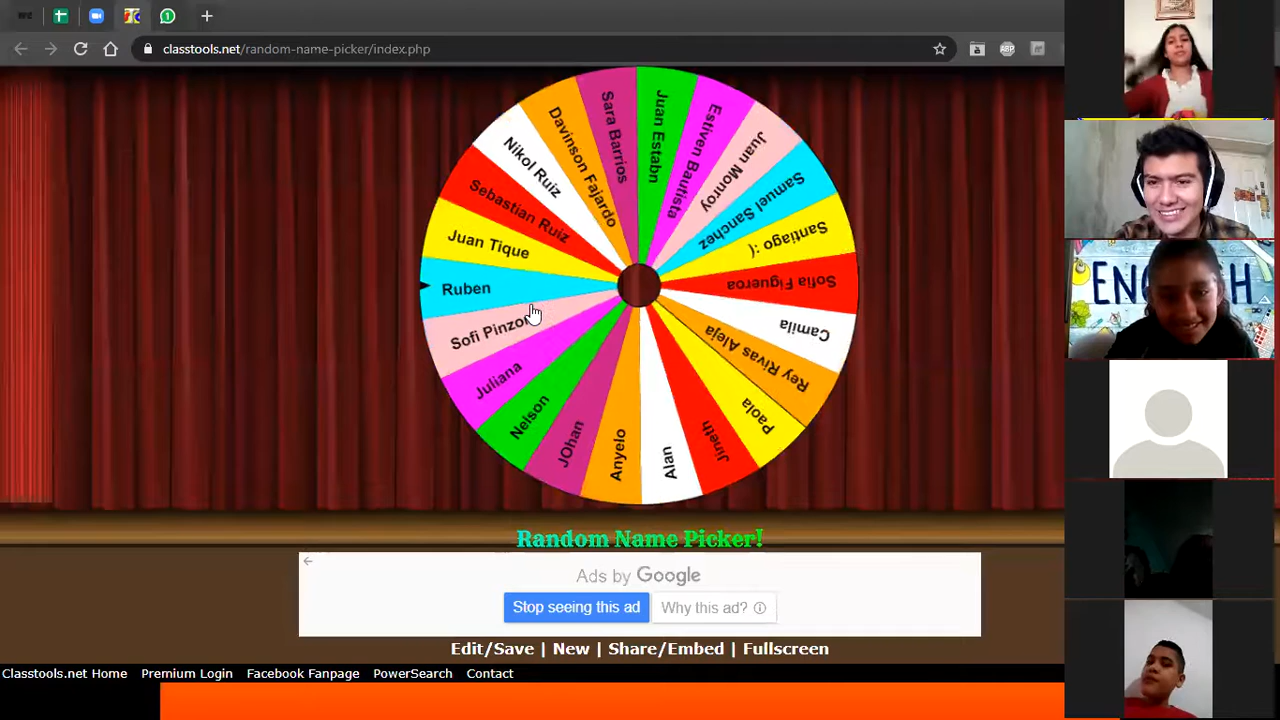 classtools.net/random-name-picker/index.php
ABP
1
Sara Barrios
Juan Estabn
Estiven Bautista
Juan Monroy
Samuel Sanchez
Santiago :(
Sofia Figueroa
Camila
Rey Rivas Aleja
Paola
Jineth
Alan
Anyelo
JOhan
Nelson
Juliana
Sofi Pinzon
Ruben
Juan Tique
Sebastian Ruiz
Nikol Ruiz
Davinson Fajardo
ENGLISH
Random Name Picker!
Ads by Google
Stop seeing this ad
Why this ad?
Edit/Save | New | Share/Embed | Fullscreen
Classtools.net Home Premium Login Facebook Fanpage PowerSearch Contact